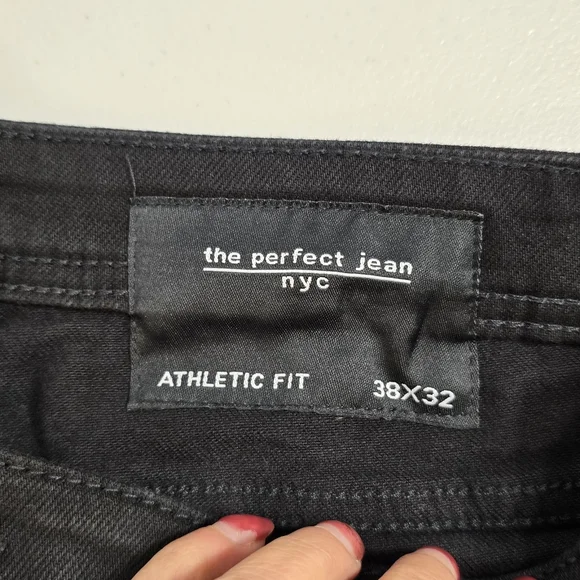 the perfect jean
nyc
ATHLETIC FIT 38X32